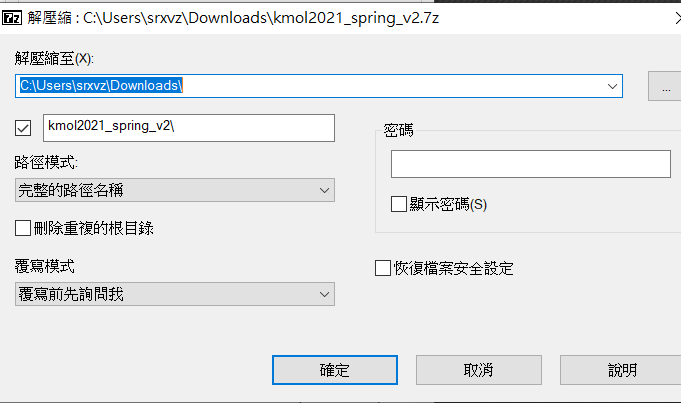 7z 解壓縮 : C:\Users\srxvz\Downloads\kmol2021_spring_v2.7z
解壓縮至(X):
C:\Users\srxvz\Downloads\
...
kmol2021_spring_v2\
密碼
路徑模式:
完整的路徑名稱
顯示密碼(S)
刪除重複的根目錄
覆寫模式
恢復檔案安全設定
覆寫前先詢問我
確定
取消
說明